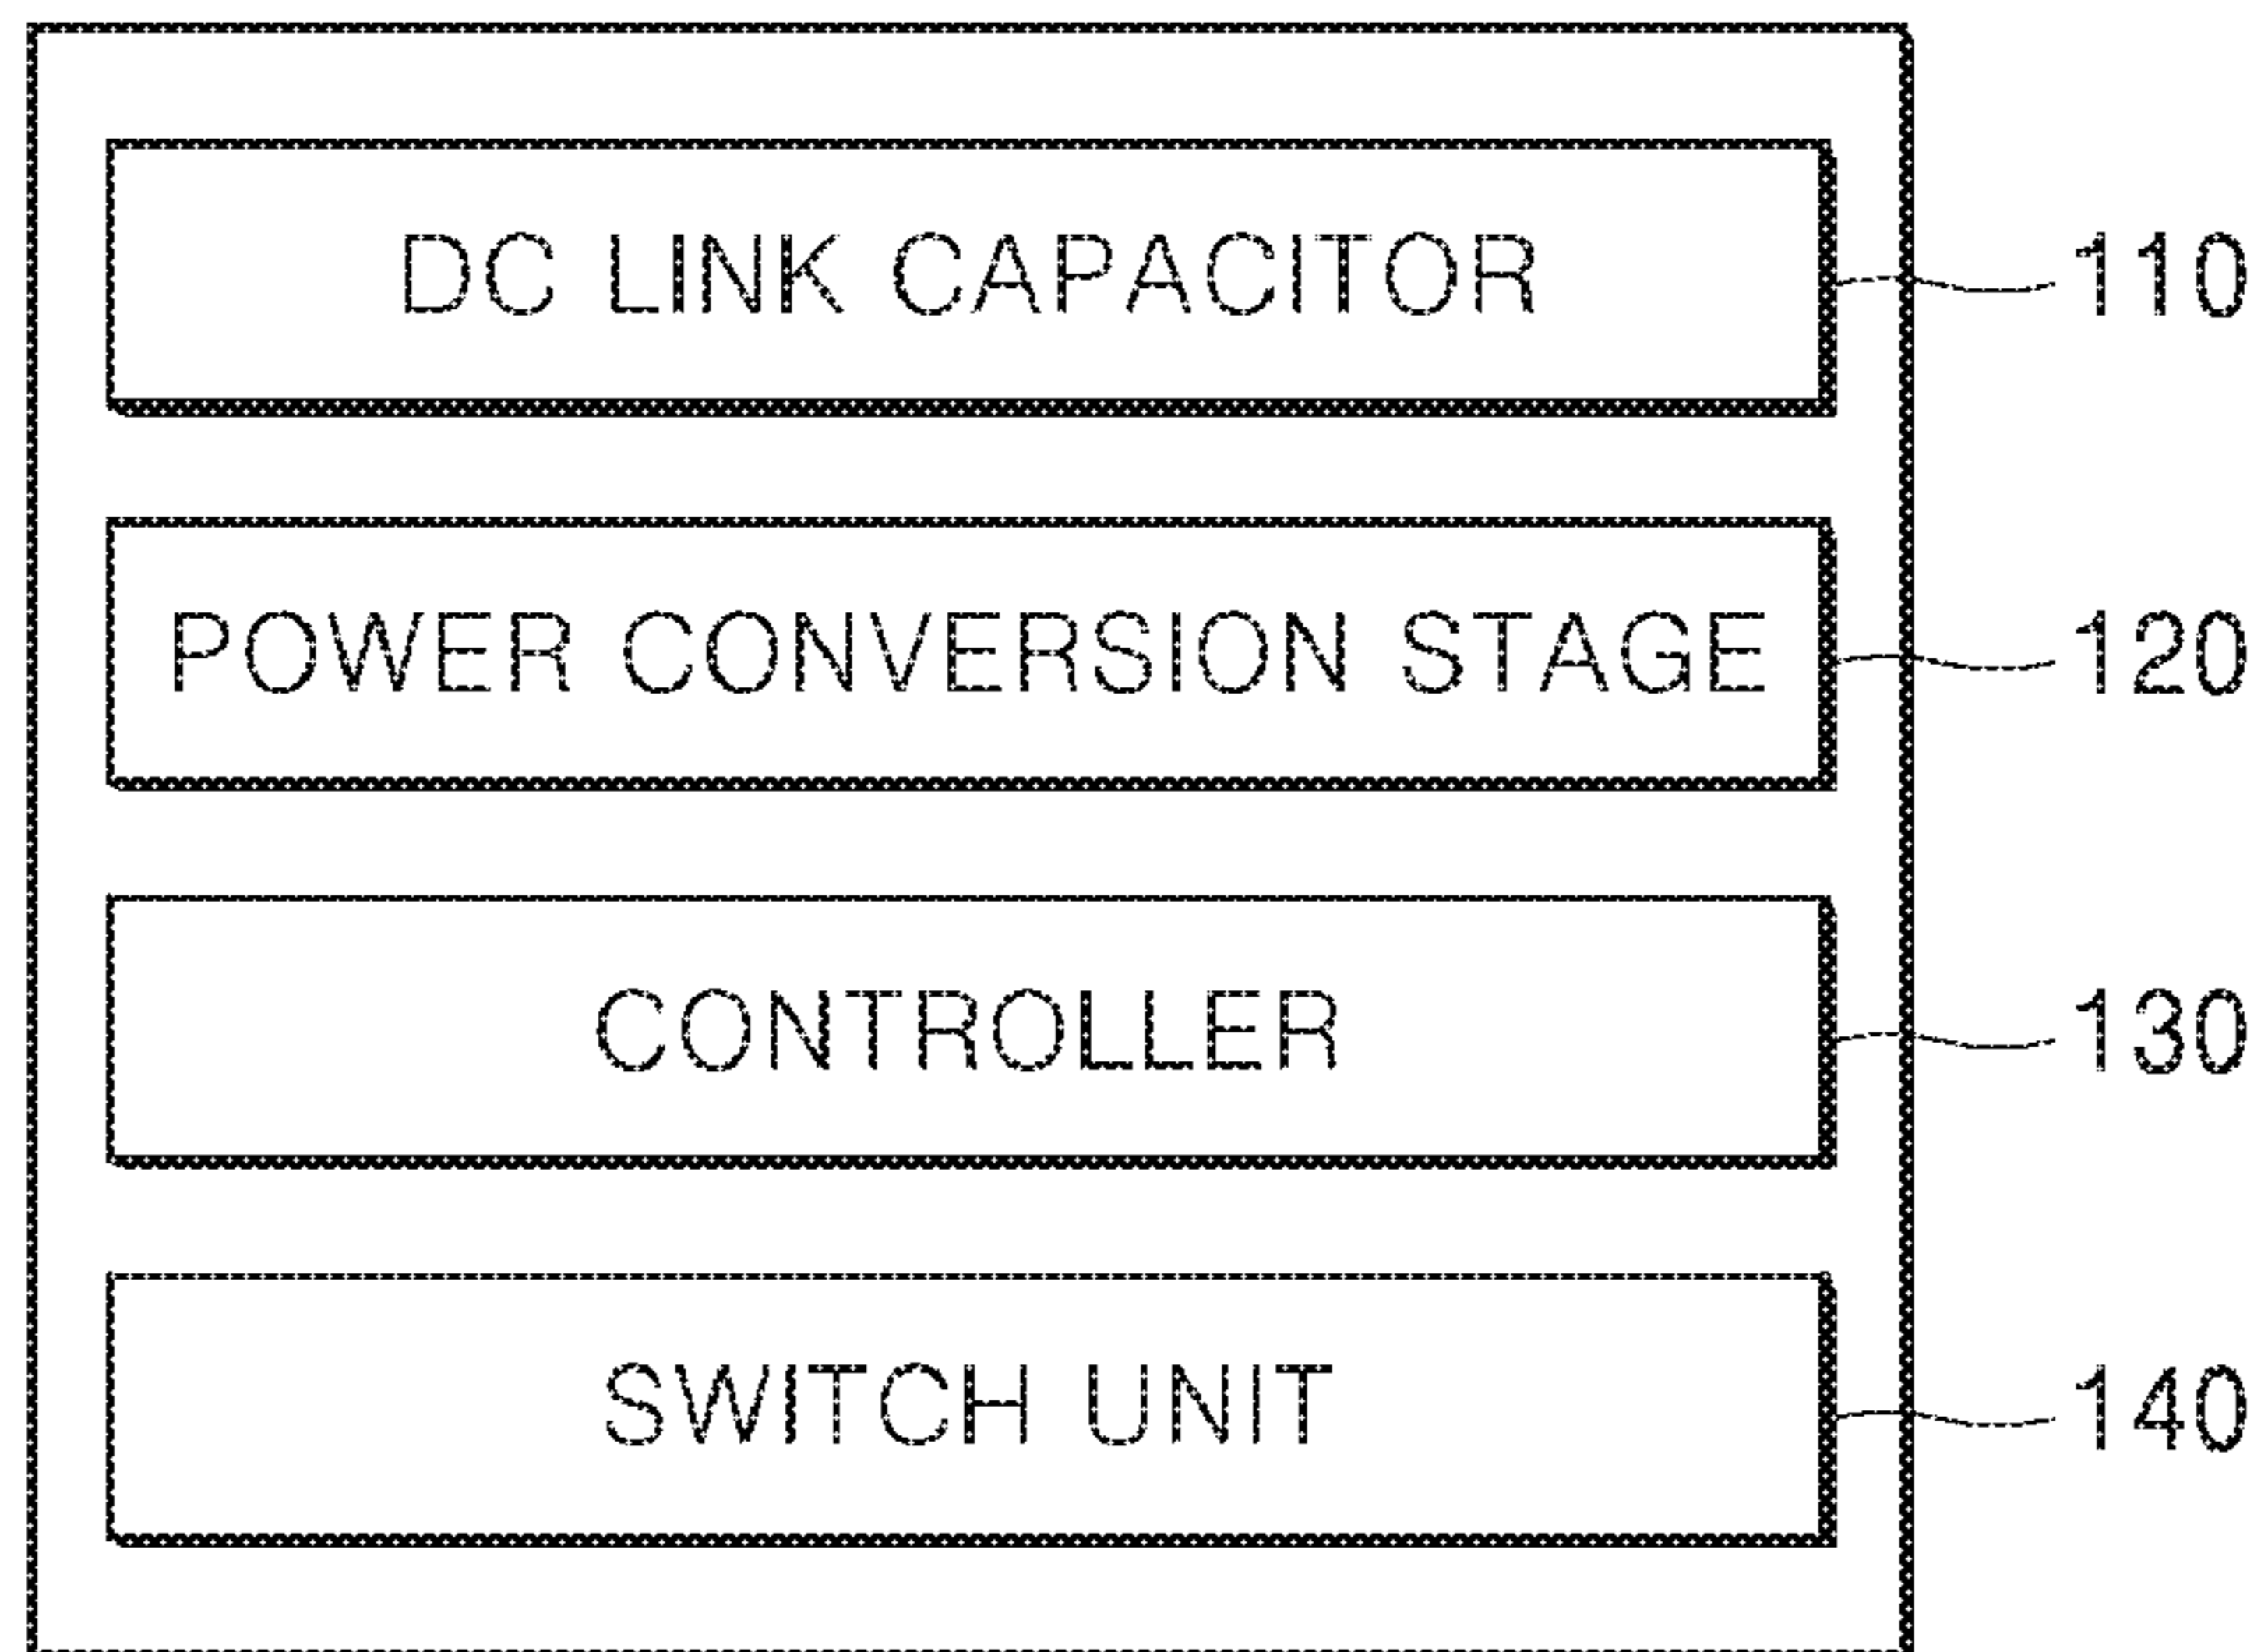 DC LINK CAPACITOR 110
POWER CONVERSION STAGE 120
CONTROLLER 130
SWITCH UNIT 140